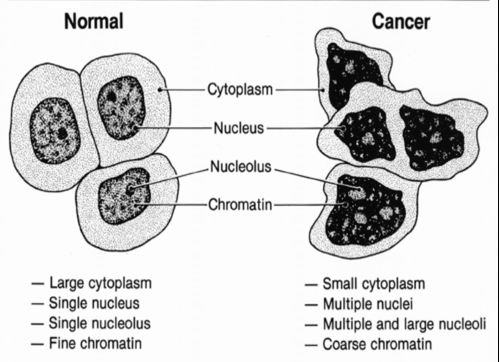 Normal
Cancer
Cytoplasm
Nucleus
Nucleolus
Chromatin
— Large cytoplasm
— Single nucleus
— Single nucleolus
— Fine chromatin
— Small cytoplasm
— Multiple nuclei
— Multiple and large nucleoli
— Coarse chromatin